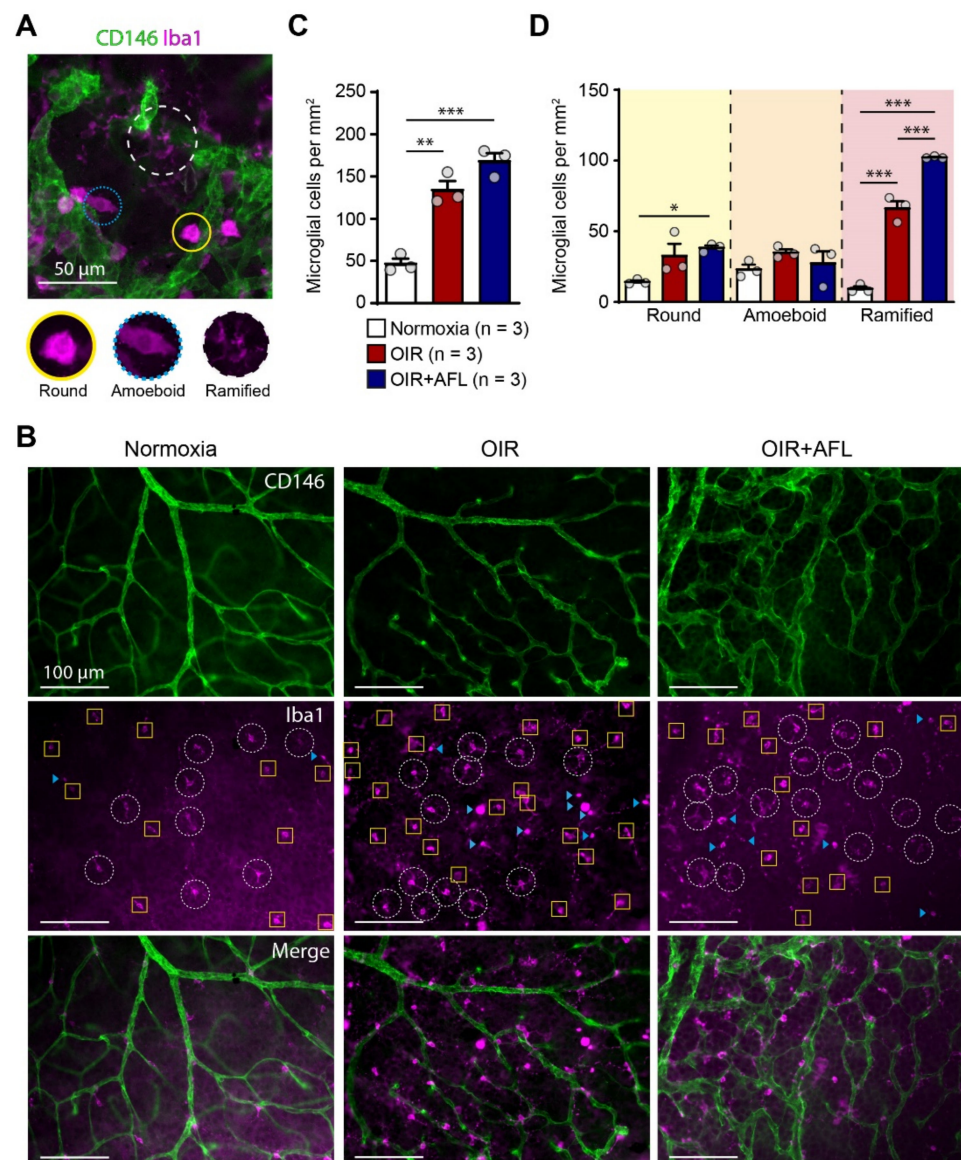 A
CD146 Iba1
50 µm
Round Amoeboid Ramified
C
Microglial cells per mm²
250
200
150
100
50
0
**
***
Normoxia (n = 3)
OIR (n = 3)
OIR+AFL (n = 3)
D
Microglial cells per mm²
150
100
50
0
*
***
***
***
Round Amoeboid Ramified
B
Normoxia OIR OIR+AFL
CD146
100 µm
Iba1
Merge